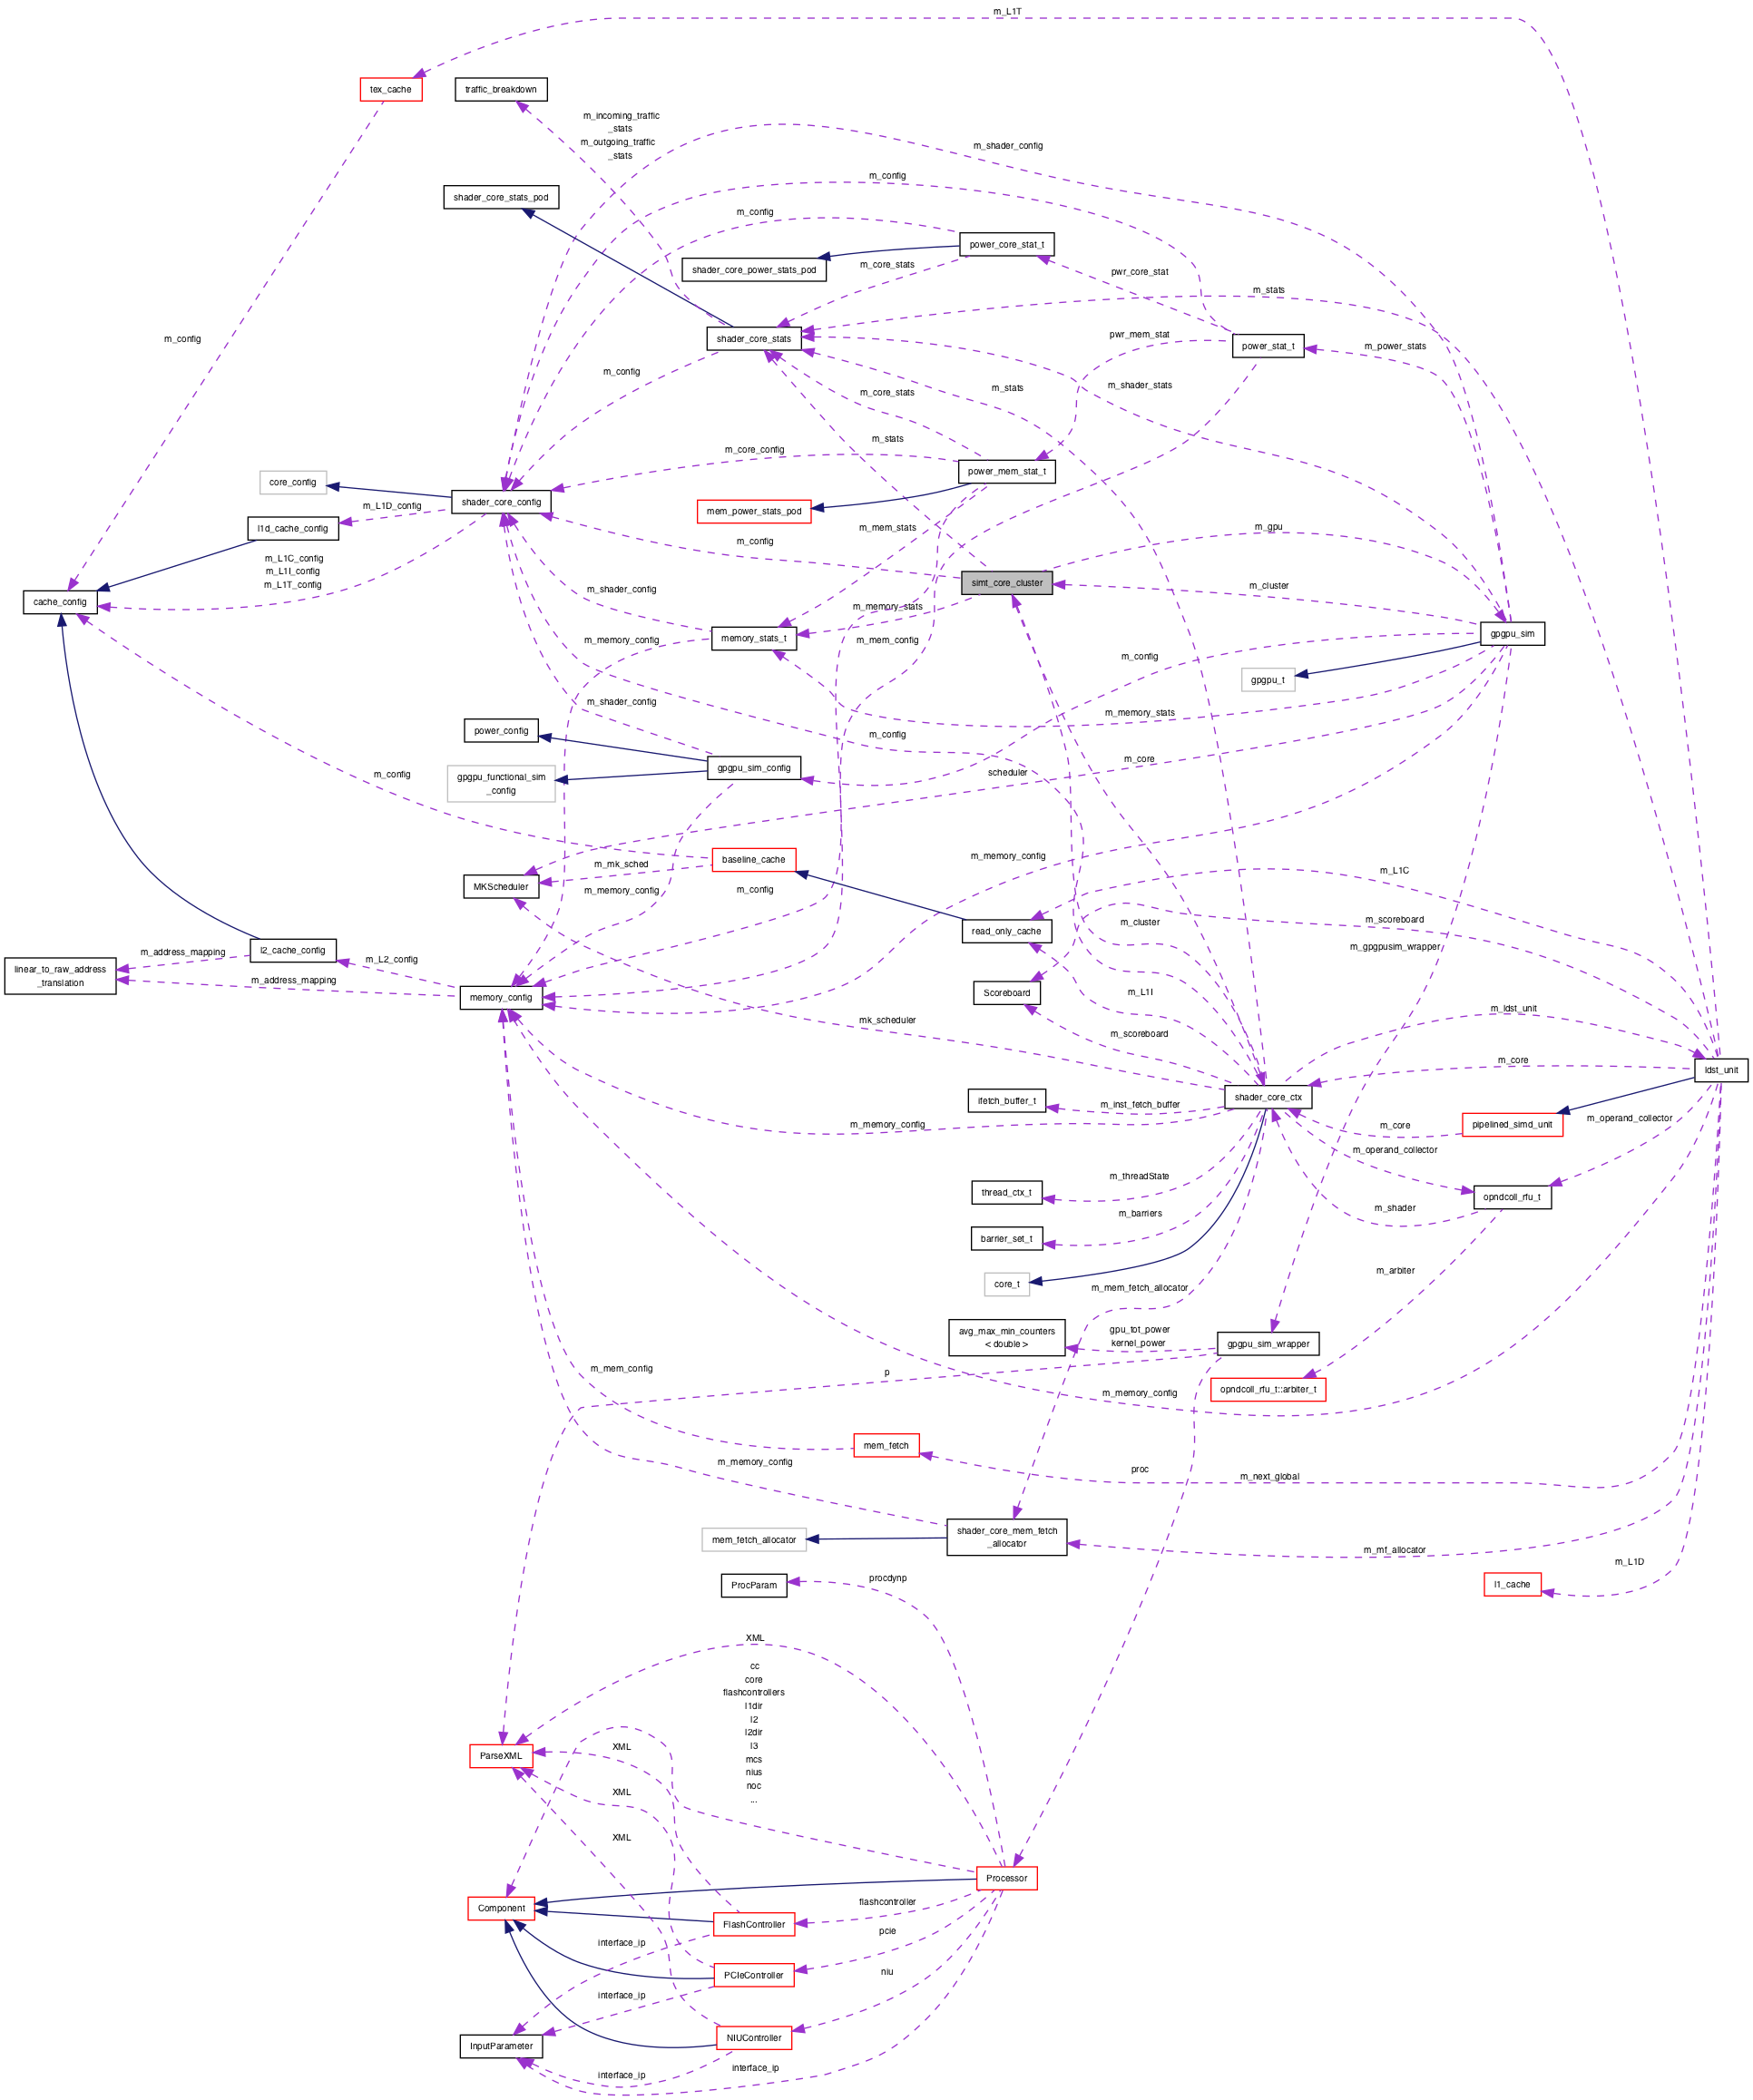 m_L1T
tex_cache
traffic_breakdown
m_incoming_traffic
_stats
m_outgoing_traffic
_stats
m_shader_config
m_config
shader_core_stats_pod
m_config
power_core_stat_t
shader_core_power_stats_pod
m_core_stats
pwr_core_stat
m_stats
m_config
shader_core_stats
pwr_mem_stat
power_stat_t
m_power_stats
m_config
m_core_stats
m_stats
m_shader_stats
m_stats
m_core_config
power_mem_stat_t
core_config
shader_core_config
m_L1D_config
mem_power_stats_pod
l1d_cache_config
m_mem_stats
m_gpu
m_config
m_L1C_config
m_L1I_config
m_L1T_config
m_shader_config
simt_core_cluster
m_cluster
cache_config
m_memory_stats
m_memory_config
memory_stats_t
m_mem_config
gpgpu_sim
m_config
gpgpu_t
m_shader_config
m_memory_stats
power_config
m_config
m_core
gpgpu_sim_config
scheduler
gpgpu_functional_sim
_config
m_config
baseline_cache
m_mk_sched
m_memory_config
MKScheduler
m_memory_config
m_config
m_L1C
m_cluster
m_scoreboard
read_only_cache
l2_cache_config
m_address_mapping
m_L2_config
m_gpgpusim_wrapper
linear_to_raw_address
_translation
m_address_mapping
memory_config
Scoreboard
m_L1I
mk_scheduler
m_scoreboard
m_ldst_unit
m_core
ldst_unit
ifetch_buffer_t
m_inst_fetch_buffer
shader_core_ctx
m_memory_config
m_core
pipelined_simd_unit
m_operand_collector
m_operand_collector
m_threadState
thread_ctx_t
opndcoll_rfu_t
m_shader
m_barriers
barrier_set_t
m_arbiter
core_t
m_mem_fetch_allocator
avg_max_min_counters
< double >
gpu_tot_power
kernel_power
gpgpu_sim_wrapper
m_mem_config
p
opndcoll_rfu_t::arbiter_t
m_memory_config
mem_fetch
m_memory_config
proc
m_next_global
mem_fetch_allocator
shader_core_mem_fetch
_allocator
m_mf_allocator
m_L1D
ProcParam
procdynp
l1_cache
XML
cc
core
flashcontrollers
l1dir
l2
l2dir
l3
mcs
nius
noc
...
ParseXML
XML
XML
XML
Processor
Component
flashcontroller
FlashController
interface_ip
pcie
PCIeController
niu
interface_ip
NIUController
InputParameter
interface_ip
interface_ip